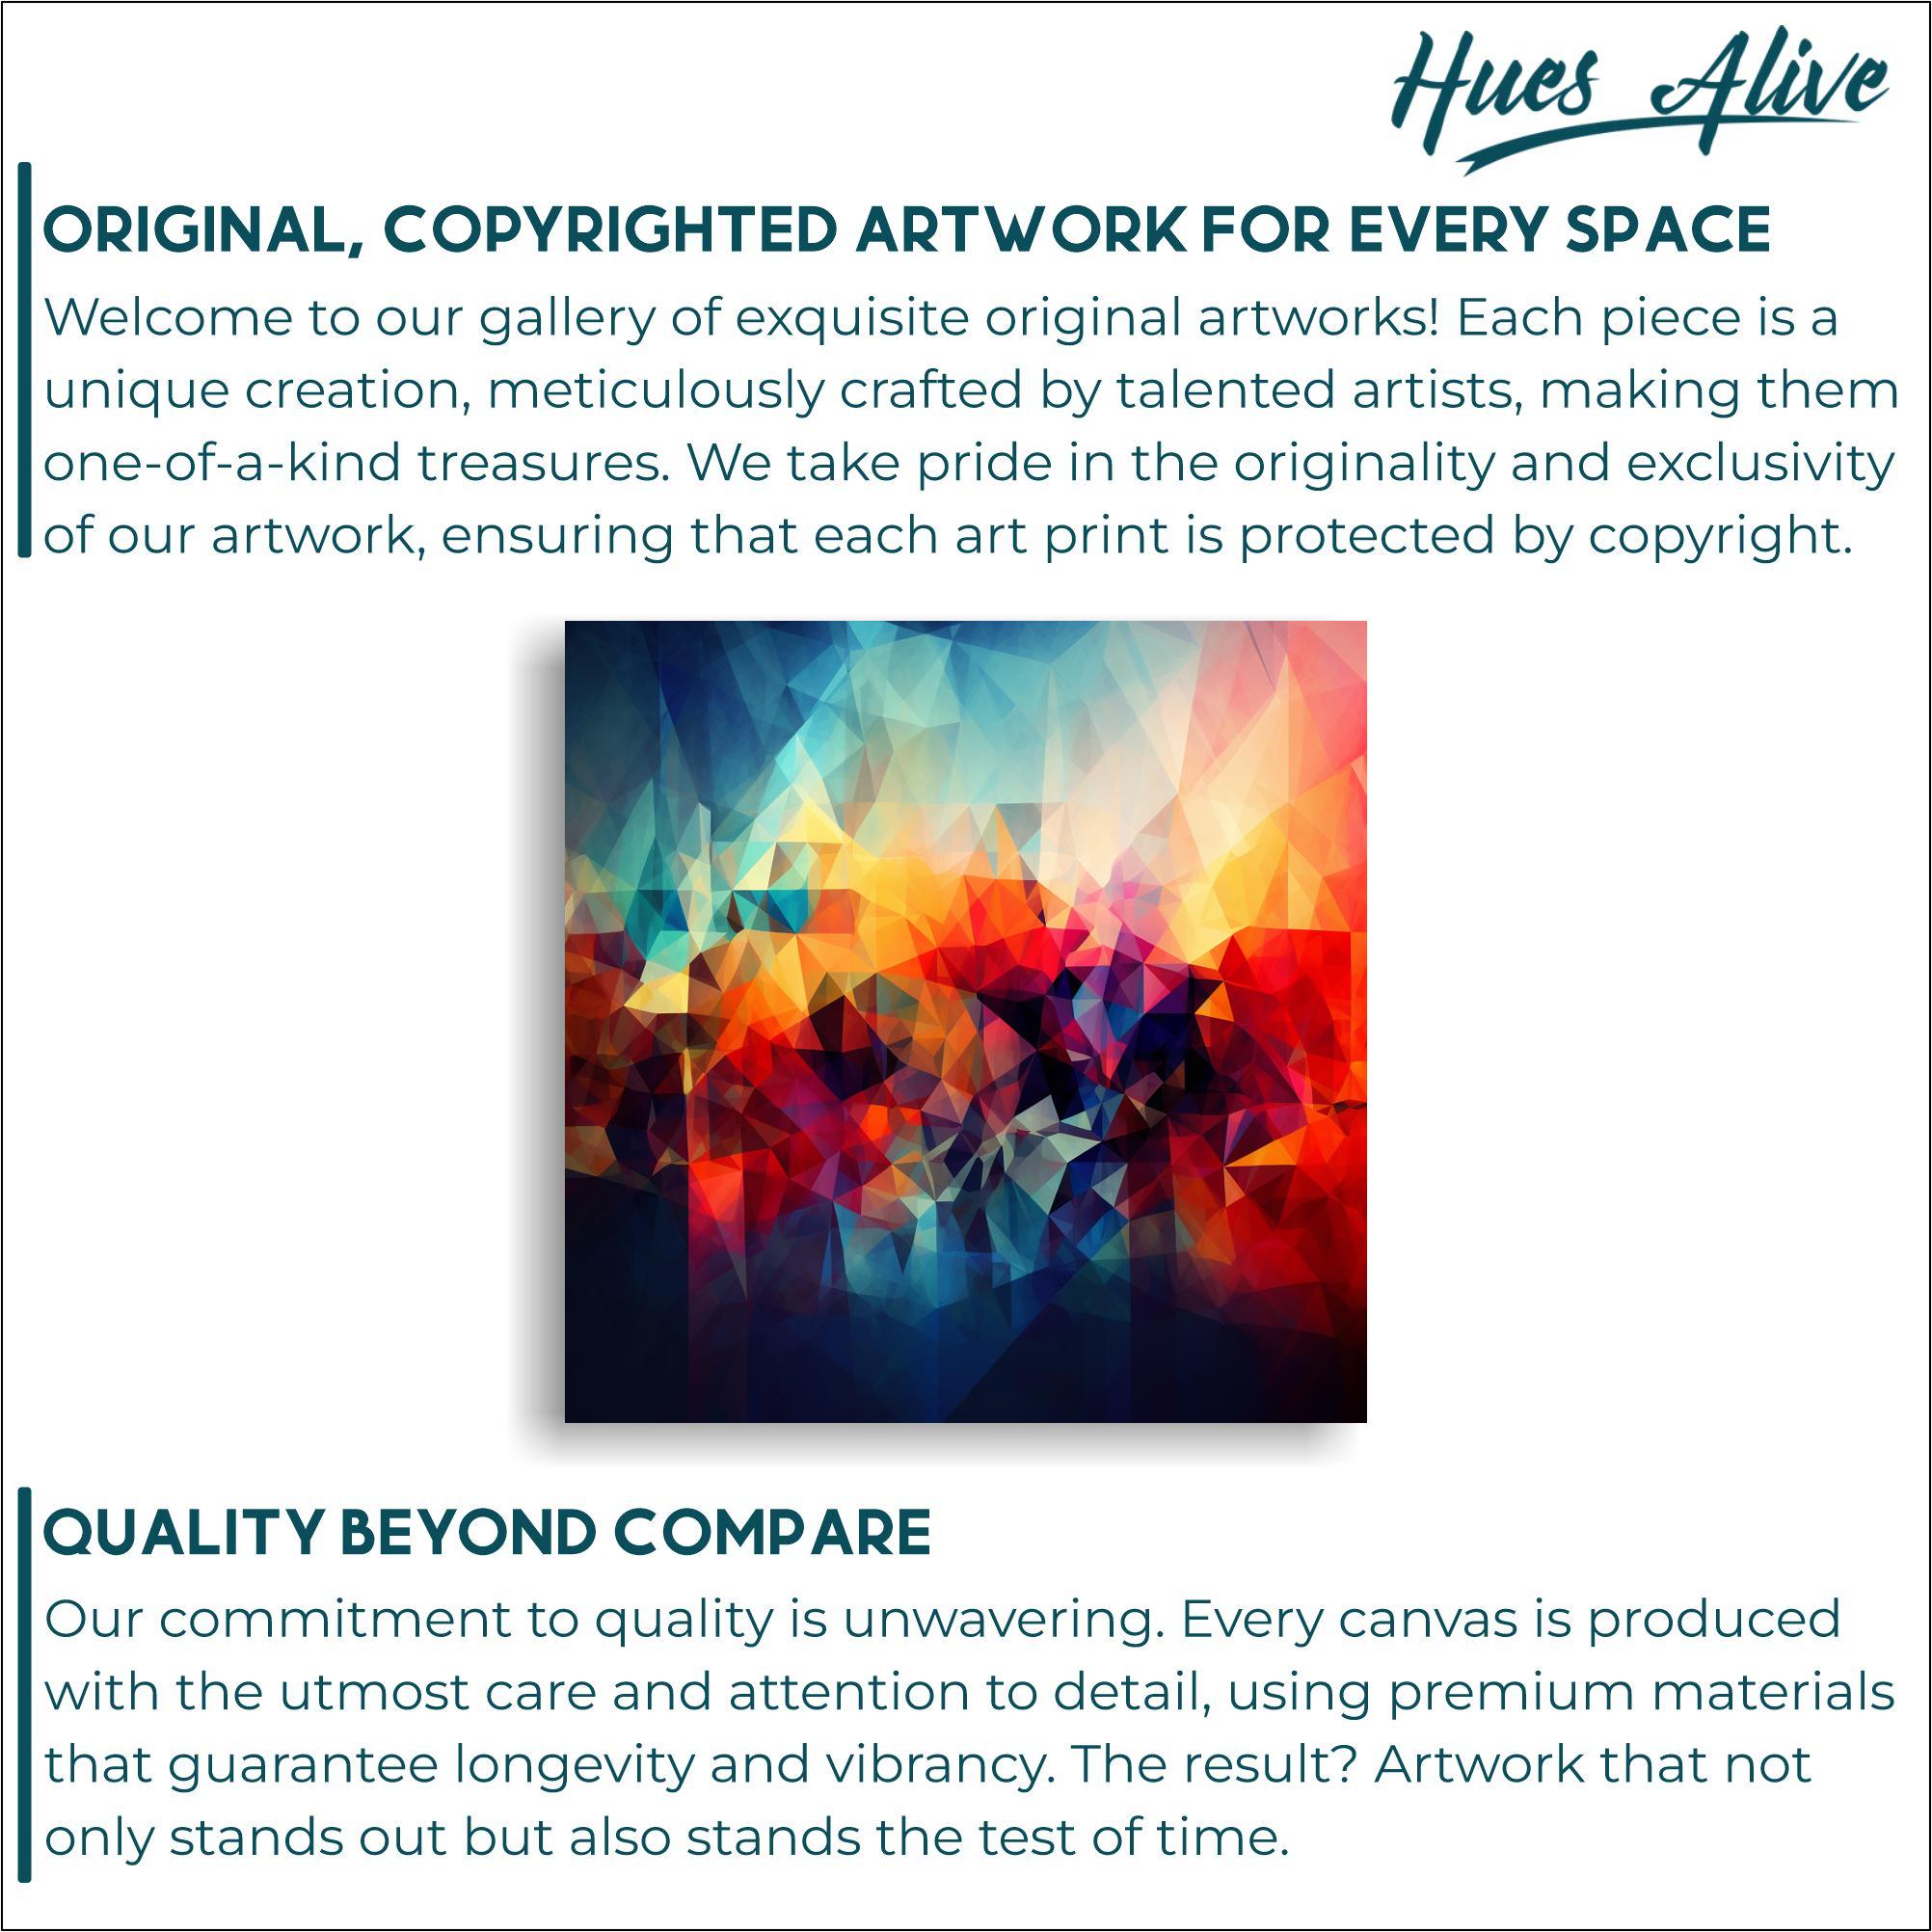 Hues Alive
ORIGINAL, COPYRIGHTED ARTWORK FOR EVERY SPACE
Welcome to our gallery of exquisite original artworks! Each piece is a
unique creation, meticulously crafted by talented artists, making them
one-of-a-kind treasures. We take pride in the originality and exclusivity
of our artwork, ensuring that each art print is protected by copyright.
QUALITY BEYOND COMPARE
Our commitment to quality is unwavering. Every canvas is produced
with the utmost care and attention to detail, using premium materials
that guarantee longevity and vibrancy. The result? Artwork that not
only stands out but also stands the test of time.